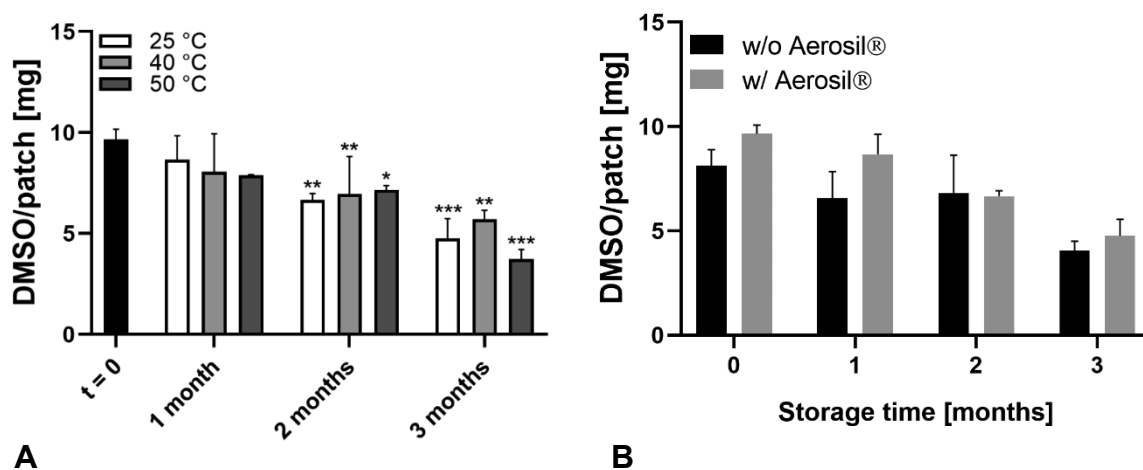 15
25 °C
40 °C
50 °C
10
5
0
DMSO/patch [mg]
**
**
*
***
**
***
t = 0
1 month
2 months
3 months
A
15
w/o Aerosil®
w/ Aerosil®
10
5
0
DMSO/patch [mg]
0 1 2 3
Storage time [months]
B